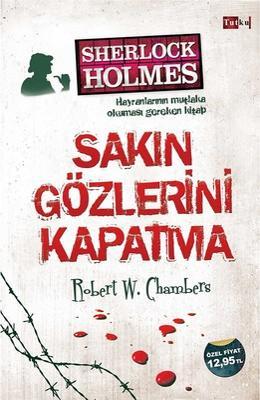 Tutku
SHERLOCK
HOLMES
Hayranlarının mutlaka
okuması gereken kitap
SAKIN
GÖZLERİNİ
KAPATMA
Robert W. Chambers
ÖZEL FİYAT
12,95 TL